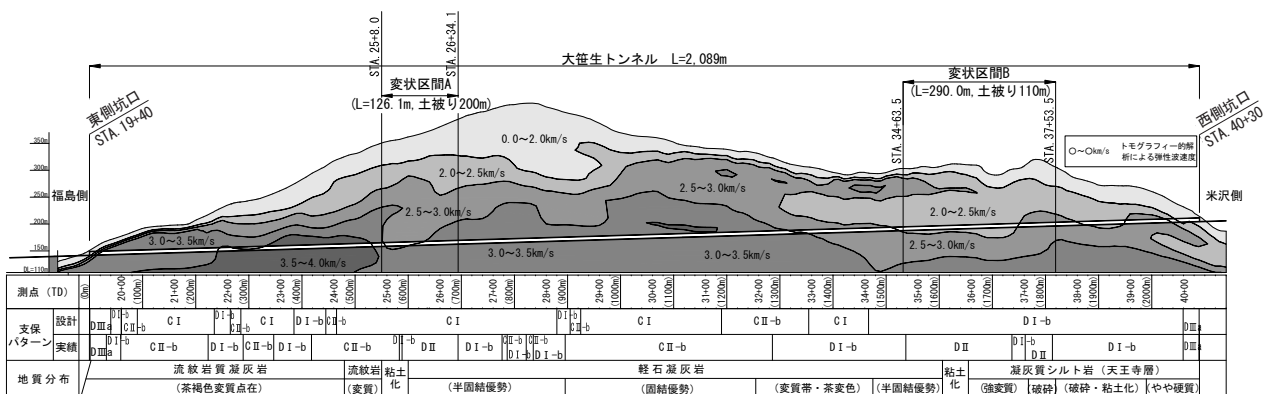 大笹生トンネル L=2,089m
STA.25+8.0
STA.26+34.1
変状区間A
(L=126.1m,土被り200m)
変状区間B
(L=290.0m,土被り110m)
STA.34+63.5
STA.37+53.5
東側坑口
STA.19+40
西側坑口
STA.40+30
○~○km/s トモグラフィー的解
析による弾性波速度
福島側
米沢側
350m
300m
250m
200m
150m
DL=110m
0.0~2.0km/s
2.0~2.5km/s
2.5~3.0km/s
2.5~3.0km/s
2.0~2.5km/s
3.0~3.5km/s
3.0~3.5km/s
3.0~3.5km/s
2.5~3.0km/s
3.5~4.0km/s
測点 (TD) (0m) 20+00 (100m) 21+00 (200m) 22+00 (300m) 23+00 (400m) 24+00 (500m) 25+00 (600m) 26+00 (700m) 27+00 (800m) 28+00 (900m) 29+00 (1000m) 30+00 (1100m) 31+00 (1200m) 32+00 (1300m) 33+00 (1400m) 34+00 (1500m) 35+00 (1600m) 36+00 (1700m) 37+00 (1800m) 38+00 (1900m) 39+00 (2000m) 40+00
支保
パターン
設計 DⅢa DⅠ-b CⅡ-b CⅠ DⅠ-b CⅡ-b CⅠ DⅠ-b CⅡ-b CⅠ DⅠ-b CⅡ-b CⅠ CⅡ-b CⅠ DⅠ-b DⅢa
実績 DⅢa DⅠ-b CⅡ-b DⅠ-b CⅡ-b DⅠ-b CⅡ-b DⅠ-b DⅡ DⅠ-b CⅡ-b DⅠ-b CⅡ-b DⅠ-b CⅡ-b DⅠ-b DⅡ DⅠ-b DⅡ DⅠ-b DⅢa
地質分布
流紋岩質凝灰岩 流紋岩 粘土 軽石凝灰岩 粘土 凝灰質シルト岩(天王寺層)
(茶褐色変質点在) (変質) 化 (半固結優勢) (固結優勢) (変質帯・茶変色) (半固結優勢) 化 (強変質) (破砕) (破砕・粘土化) (やや硬質)